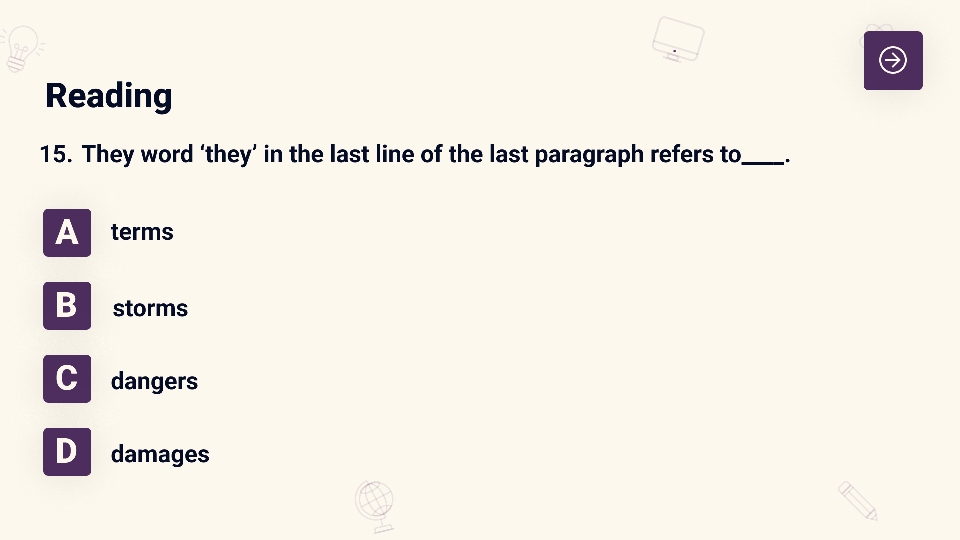 Reading
15. They word ‘they’ in the last line of the last paragraph refers to____.
A terms
B storms
C dangers
D damages